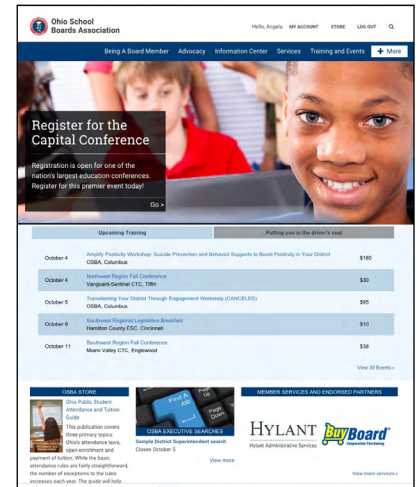 Ohio School
Boards Association
Hello, Angela MY ACCOUNT STORE LOG OUT
Being A Board Member Advocacy Information Center Services Training and Events + More
Register for the
Capital Conference
Registration is open for one of the
nation's largest education conferences.
Register for this premier event today!
Go >
Upcoming Training Putting you in the driver's seat
October 4 Amplify Positivity Workshop: Suicide Prevention and Behavior Supports to Boost Positivity in Your District $160
OSBA, Columbus
October 4 Northwest Region Fall Conference $30
Vanguard-Sentinel CTC, Tiffin
October 5 Transitioning Your District Through Engagement Workshop (CANCELED) $95
OSBA, Columbus
October 9 Southwest Regional Legislative Breakfast $10
Hamilton County ESC, Cincinnati
October 11 Southwest Region Fall Conference $38
Miami Valley CTC, Englewood
View All Events »
OSBA STORE
Ohio Public Student
Attendance and Tuition
Guide
This publication covers
three primary topics:
Ohio's attendance laws,
open enrollment and
payment of tuition. While the basic
attendance rules are fairly straightforward,
the number of exceptions to the rules
increases each year. The guide will help
Find A
Job
Page
Up
Page
Down
OSBA EXECUTIVE SEARCHES
Sample District Superintendent search
Closes October 5
View more
MEMBER SERVICES AND ENDORSED PARTNERS
HYLANT
Hylant Administrative Services
BuyBoard
Cooperative Purchasing
View more services »